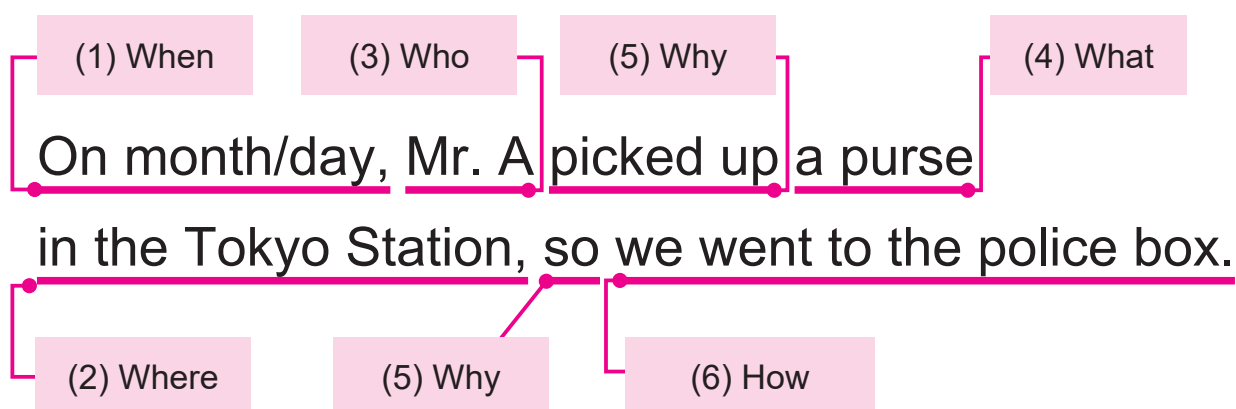 (1) When (3) Who (5) Why (4) What
On month/day, Mr. A picked up a purse
in the Tokyo Station, so we went to the police box.
(2) Where (5) Why (6) How